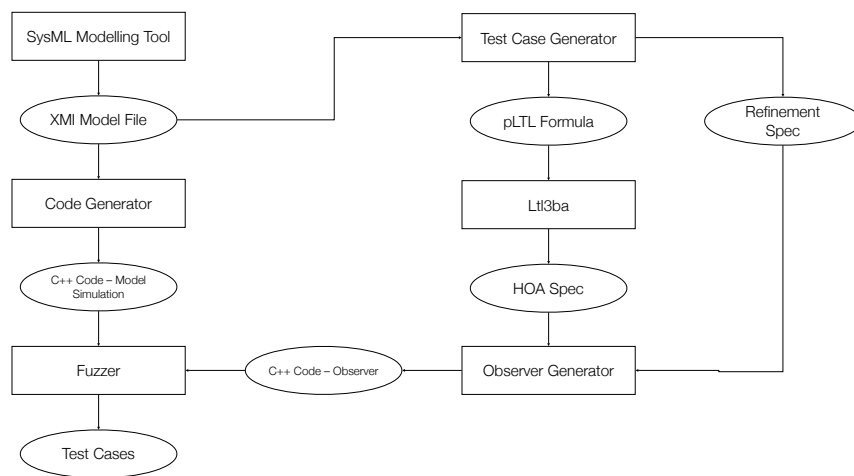 SysML Modelling Tool
Test Case Generator
XMI Model File
pLTL Formula
Refinement
Spec
Code Generator
Ltl3ba
C++ Code – Model
Simulation
HOA Spec
Fuzzer
C++ Code – Observer
Observer Generator
Test Cases